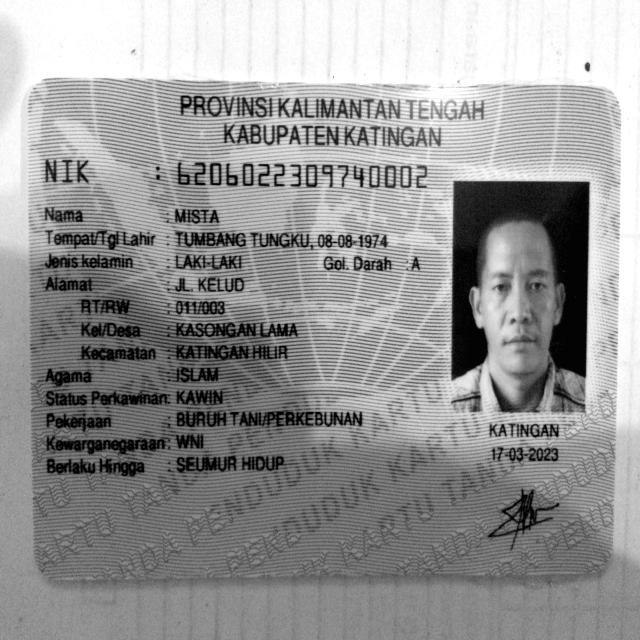 PROVINSI KALIMANTAN TENGAH
KABUPATEN KATINGAN
NIK : 6206022309740002
Nama : MISTA
Tempat/Tgl Lahir : TUMBANG TUNGKU, 08-08-1974
Jenis kelamin : LAKI-LAKI Gol. Darah : A
Alamat : JL. KELUD
RT/RW : 011/003
Kel/Desa : KASONGAN LAMA
Kecamatan : KATINGAN HILIR
Agama : ISLAM
Status Perkawinan: KAWIN
Pekerjaan : BURUH TANI/PERKEBUNAN
Kewarganegaraan : WNI
Berlaku Hingga : SEUMUR HIDUP
KATINGAN
17-03-2023
KARTU TANDA PENDUDUK KARTU TANDA PENDUDUK